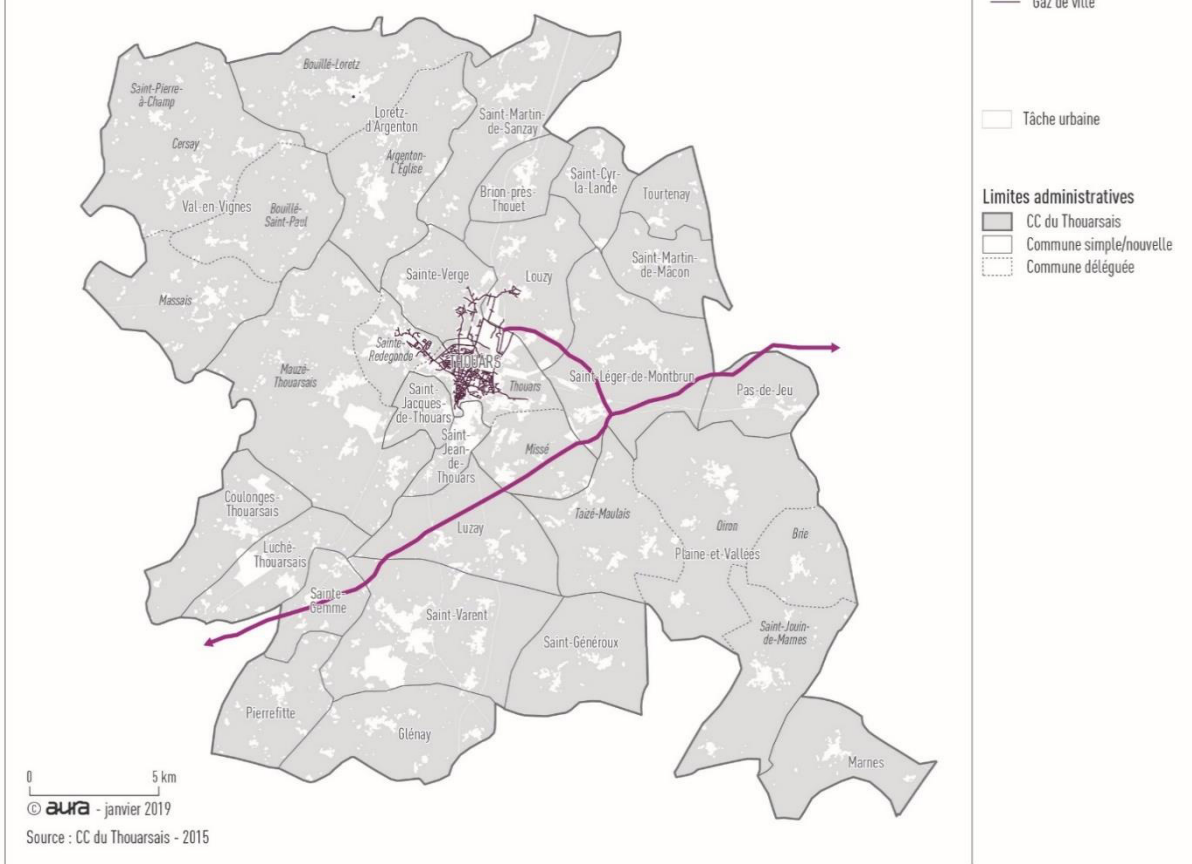 Gaz de ville
Tâche urbaine
Limites administratives
CC du Thouarsais
Commune simple/nouvelle
Commune déléguée
Bouillé-Loretz
Saint-Pierre-
à-Champ
Loretz-
d'Argenton
Saint-Martin-
de-Sanzay
Cersay
Argenton-
L'Église
Saint-Cyr-
la-Lande
Brion-près-
Thouet
Tourtenay
Val-en-Vignes
Bouillé-
Saint-Paul
Saint-Martin-
de-Mâcon
Sainte-Verge
Louzy
Massais
Sainte-
Redegonde
THOUARS
Mauzé-
Thouarsais
Saint-Léger-de-Montbrun
Thouars
Pas-de-Jeu
Saint-
Jacques-
de-Thouars
Saint-
Jean-
de-
Thouars
Missé
Coulonges-
Thouarsais
Taizé-Maulais
Luzay
Oiron
Brie
Luché-
Thouarsais
Plaine-et-Vallées
Sainte-
Gemme
Saint-Varent
Saint-Généroux
Saint-Jouin-
de-Marnes
Pierrefitte
Glénay
Marnes
0 5 km
© aura - janvier 2019
Source : CC du Thouarsais - 2015